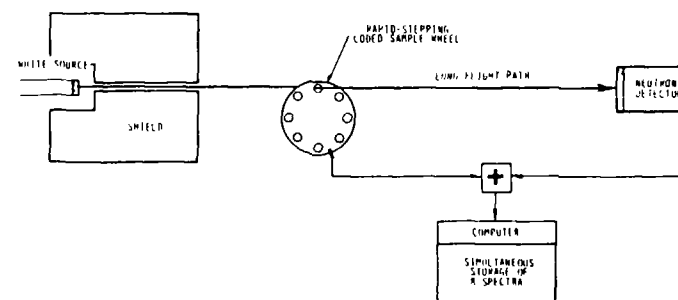 RAPID-STEPPING
CODED SAMPLE WHEEL
WHITE SOURCE
LONG FLIGHT PATH
NEUTRON
DETECTOR
SHIELD
+
COMPUTER
SIMULTANEOUS
STORAGE OF
R SPECTRA